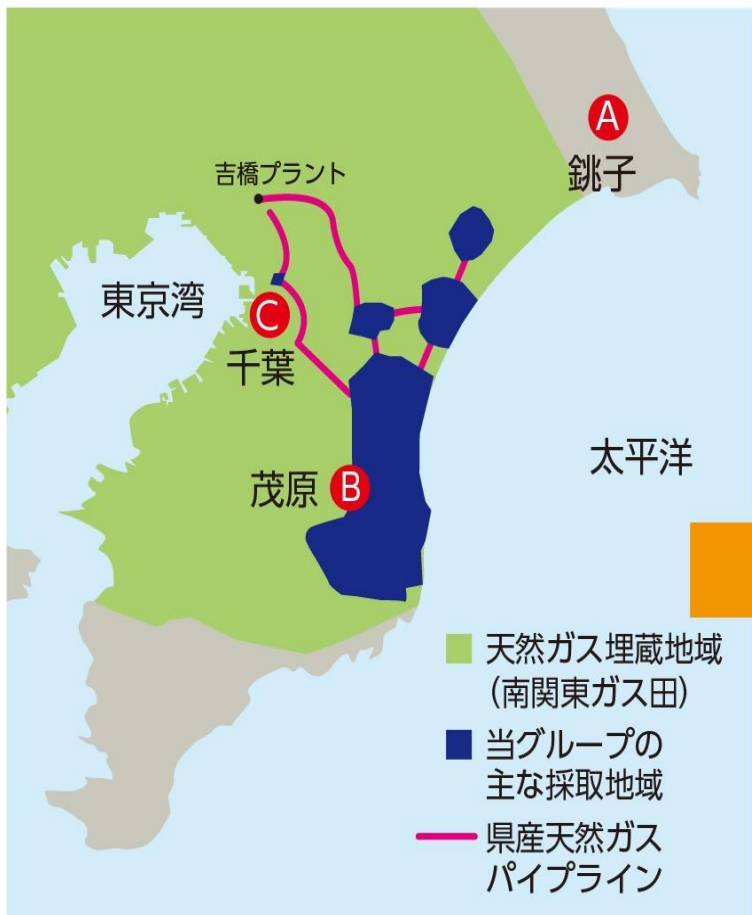 A
銚子
吉橋プラント
東京湾
C
千葉
太平洋
茂原
B
天然ガス埋蔵地域
(南関東ガス田)
当グループの
主な採取地域
県産天然ガス
パイプライン